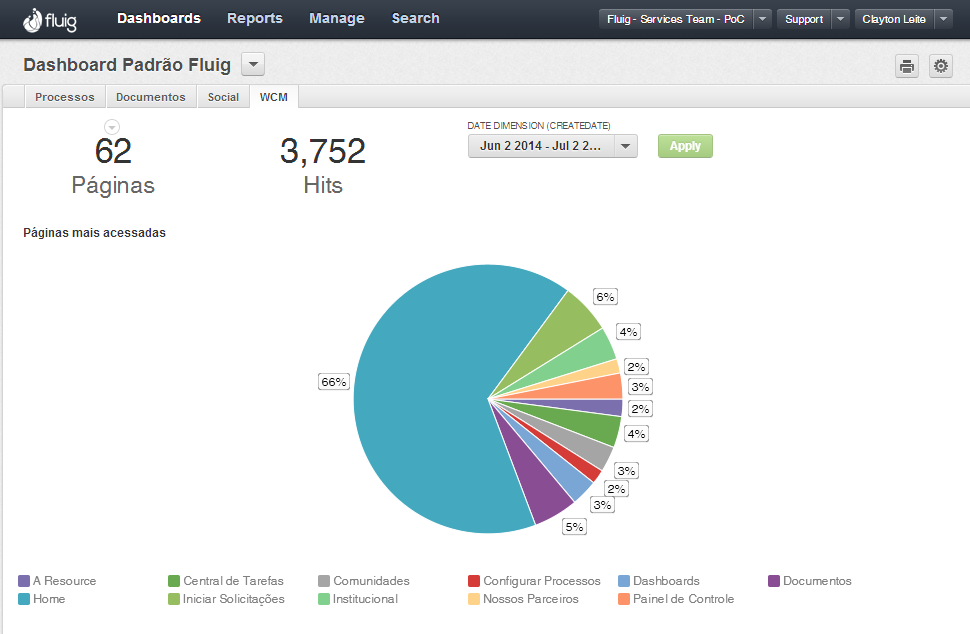 fluig Dashboards Reports Manage Search Fluig - Services Team - PoC Support Clayton Leite
Dashboard Padrão Fluig
Processos Documentos Social WCM
62
Páginas
3,752
Hits
DATE DIMENSION (CREATEDATE)
Jun 2 2014 - Jul 2 2... Apply
Páginas mais acessadas
6%
4%
2%
3%
66%
2%
4%
3%
2%
3%
5%
A Resource Central de Tarefas Comunidades Configurar Processos Dashboards Documentos
Home Iniciar Solicitações Institucional Nossos Parceiros Painel de Controle